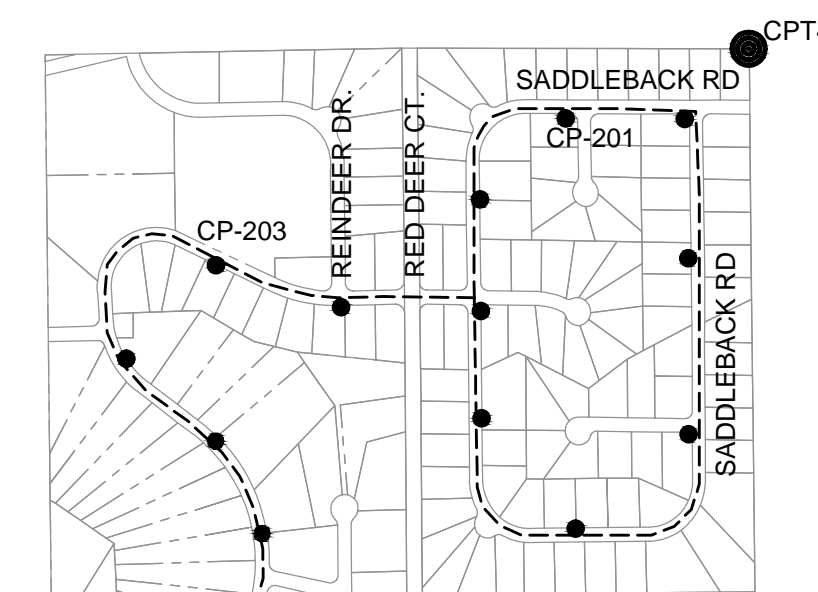 CPT-
SADDLEBACK RD
CP-201
REINDEER DR.
RED DEER CT.
CP-203
SADDLEBACK RD